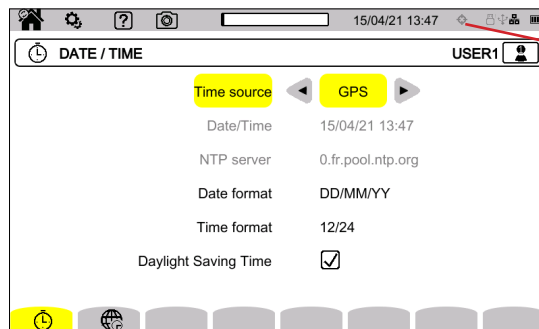 ? 15/04/21 13:47
DATE / TIME USER1
Time source GPS
Date/Time 15/04/21 13:47
NTP server 0.fr.pool.ntp.org
Date format DD/MM/YY
Time format 12/24
Daylight Saving Time